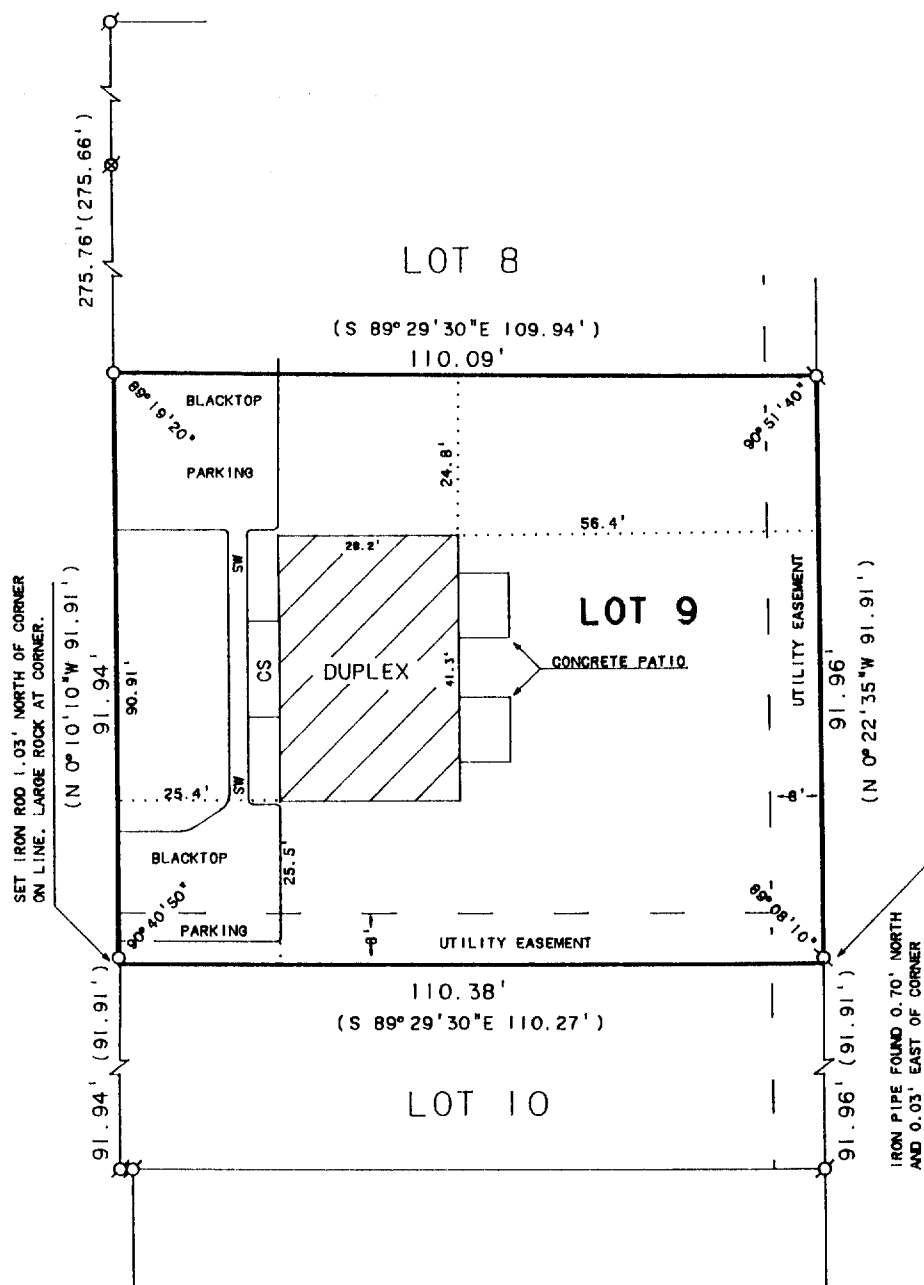 275.76' (275.66')
LOT 8
(S 89° 29' 30"E 109.94')
110.09'
89° 19' 20"
BLACKTOP
90° 51' 40"
PARKING
24.8'
56.4'
28.2'
SW
UTILITY EASEMENT
LOT 9
CONCRETE PATIO
CS
DUPLEX
41.3'
SET IRON ROD 1.03' NORTH OF CORNER
ON LINE. LARGE ROCK AT CORNER.
(N 0° 10' 10"W 91.91')
91.94'
90.91'
91.96'
(N 0° 22' 35"W 91.91')
SW
25.4'
8'
BLACKTOP
25.5'
90° 40' 50"
89° 08' 10"
PARKING
8'
UTILITY EASEMENT
110.38'
(S 89° 29' 30"E 110.27')
91.94' (91.91')
LOT 10
91.96' (91.91')
IRON PIPE FOUND 0.70' NORTH
AND 0.03' EAST OF CORNER